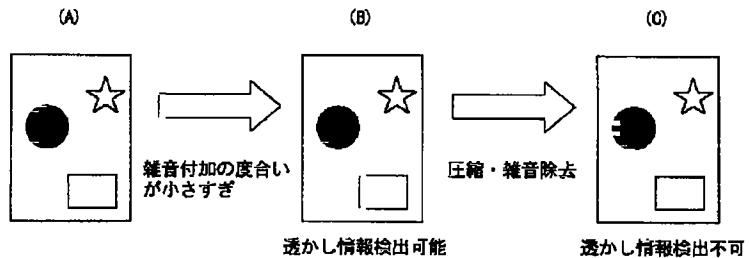 (A)
(B)
(C)
雑音付加の度合い
が小さすぎ
圧縮・雑音除去
透かし情報検出可能
透かし情報検出不可